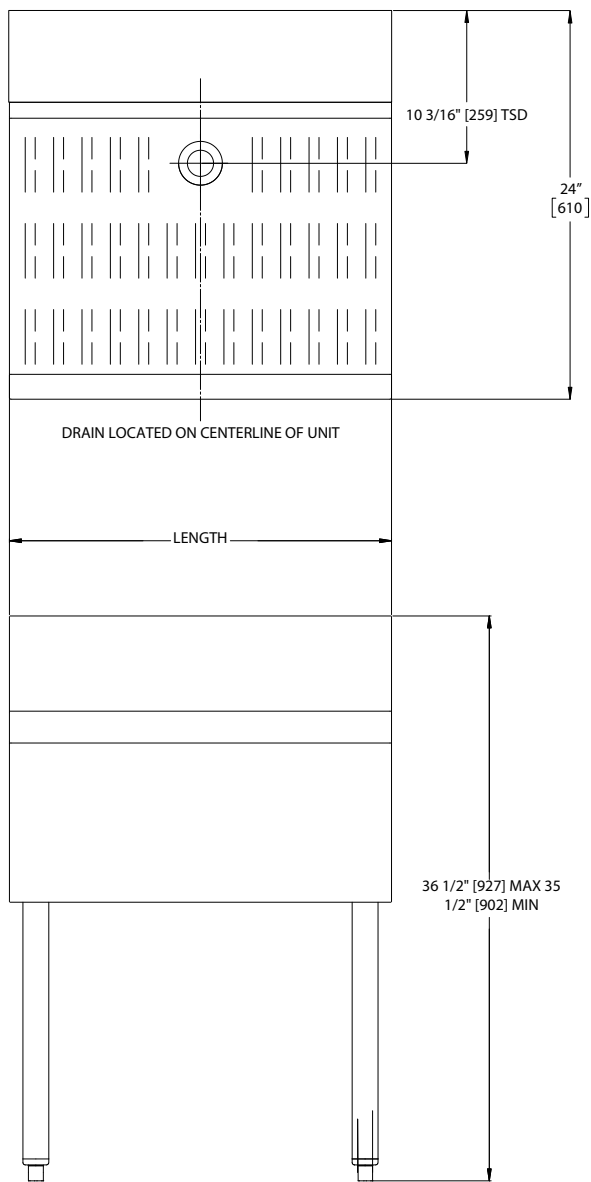 10 3/16" [259] TSD
24"
[610]
DRAIN LOCATED ON CENTERLINE OF UNIT
LENGTH
36 1/2" [927] MAX 35
1/2" [902] MIN